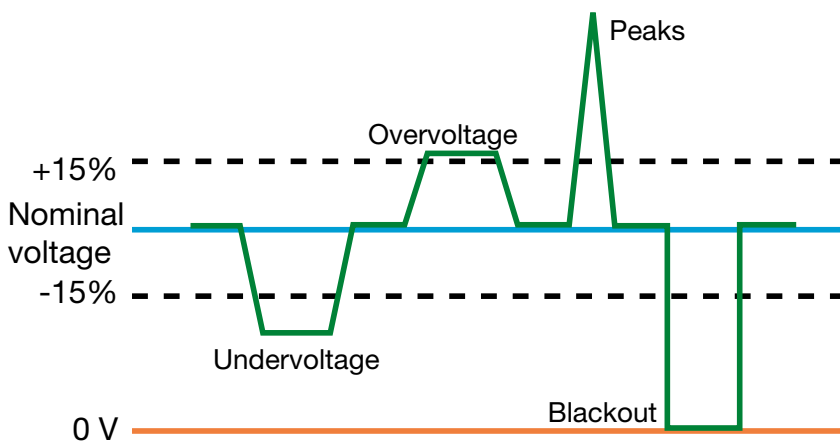 Peaks
Overvoltage
+15%
Nominal
voltage
-15%
Undervoltage
Blackout
0 V